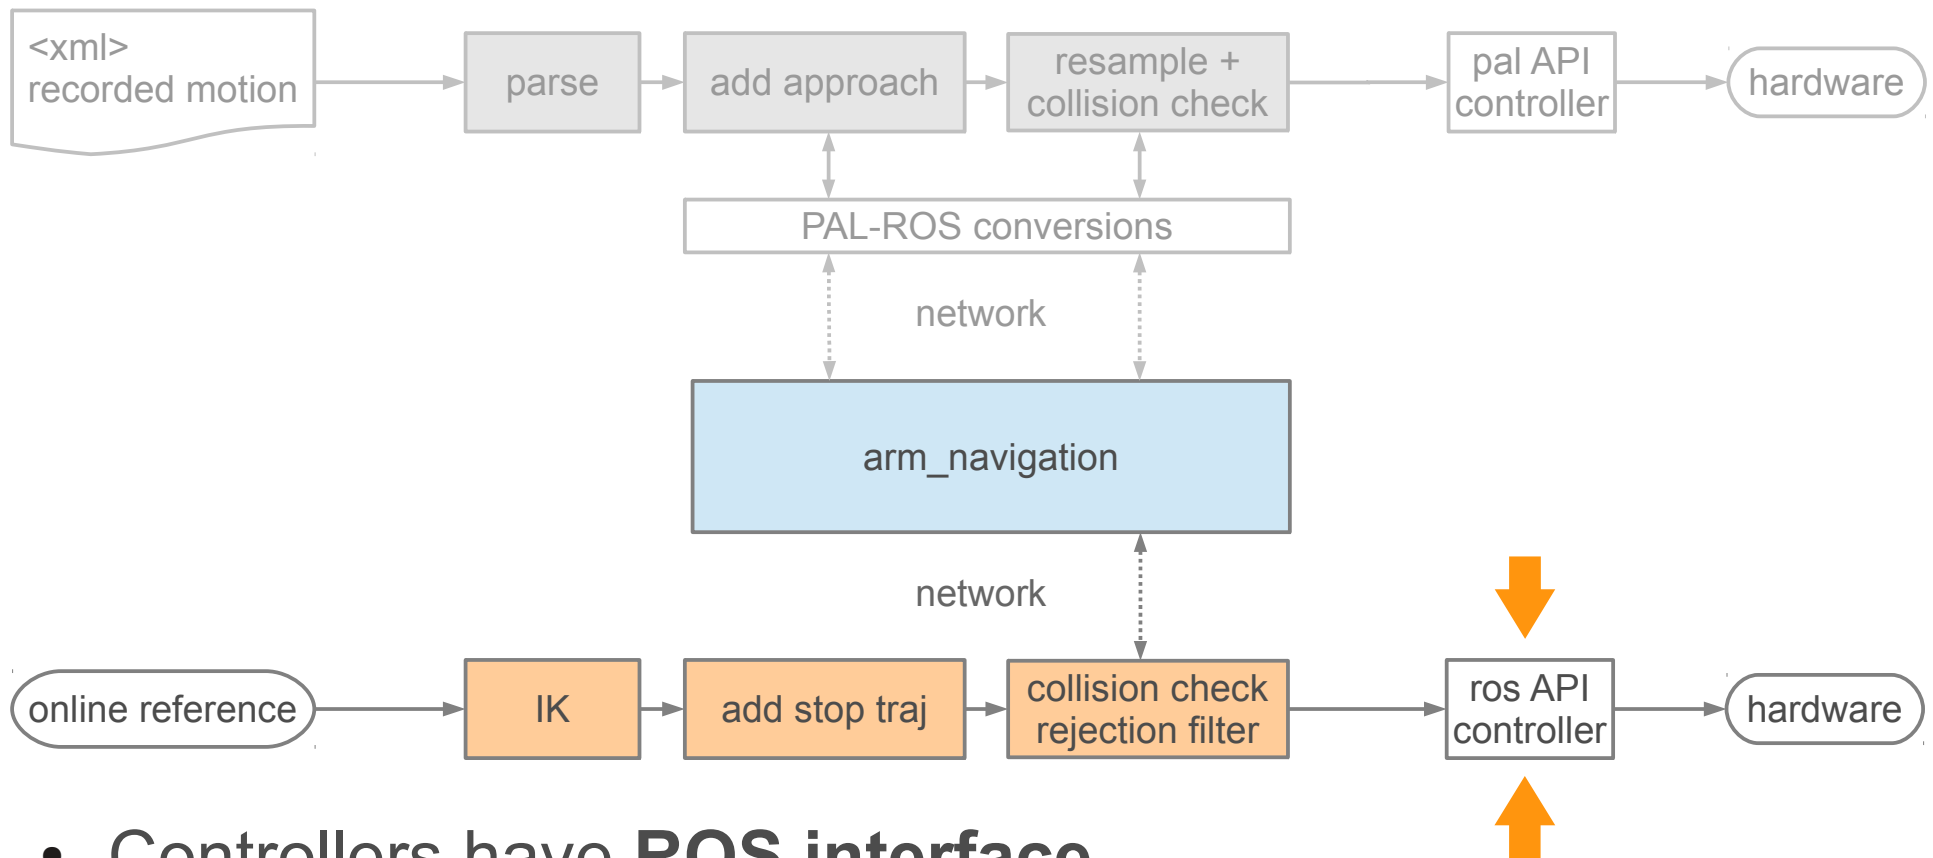 <xml>
recorded motion
parse
add approach
resample +
collision check
pal API
controller
hardware
PAL-ROS conversions
network
arm_navigation
network
online reference
IK
add stop traj
collision check
rejection filter
ros API
controller
hardware
• Controllers have ROS interface